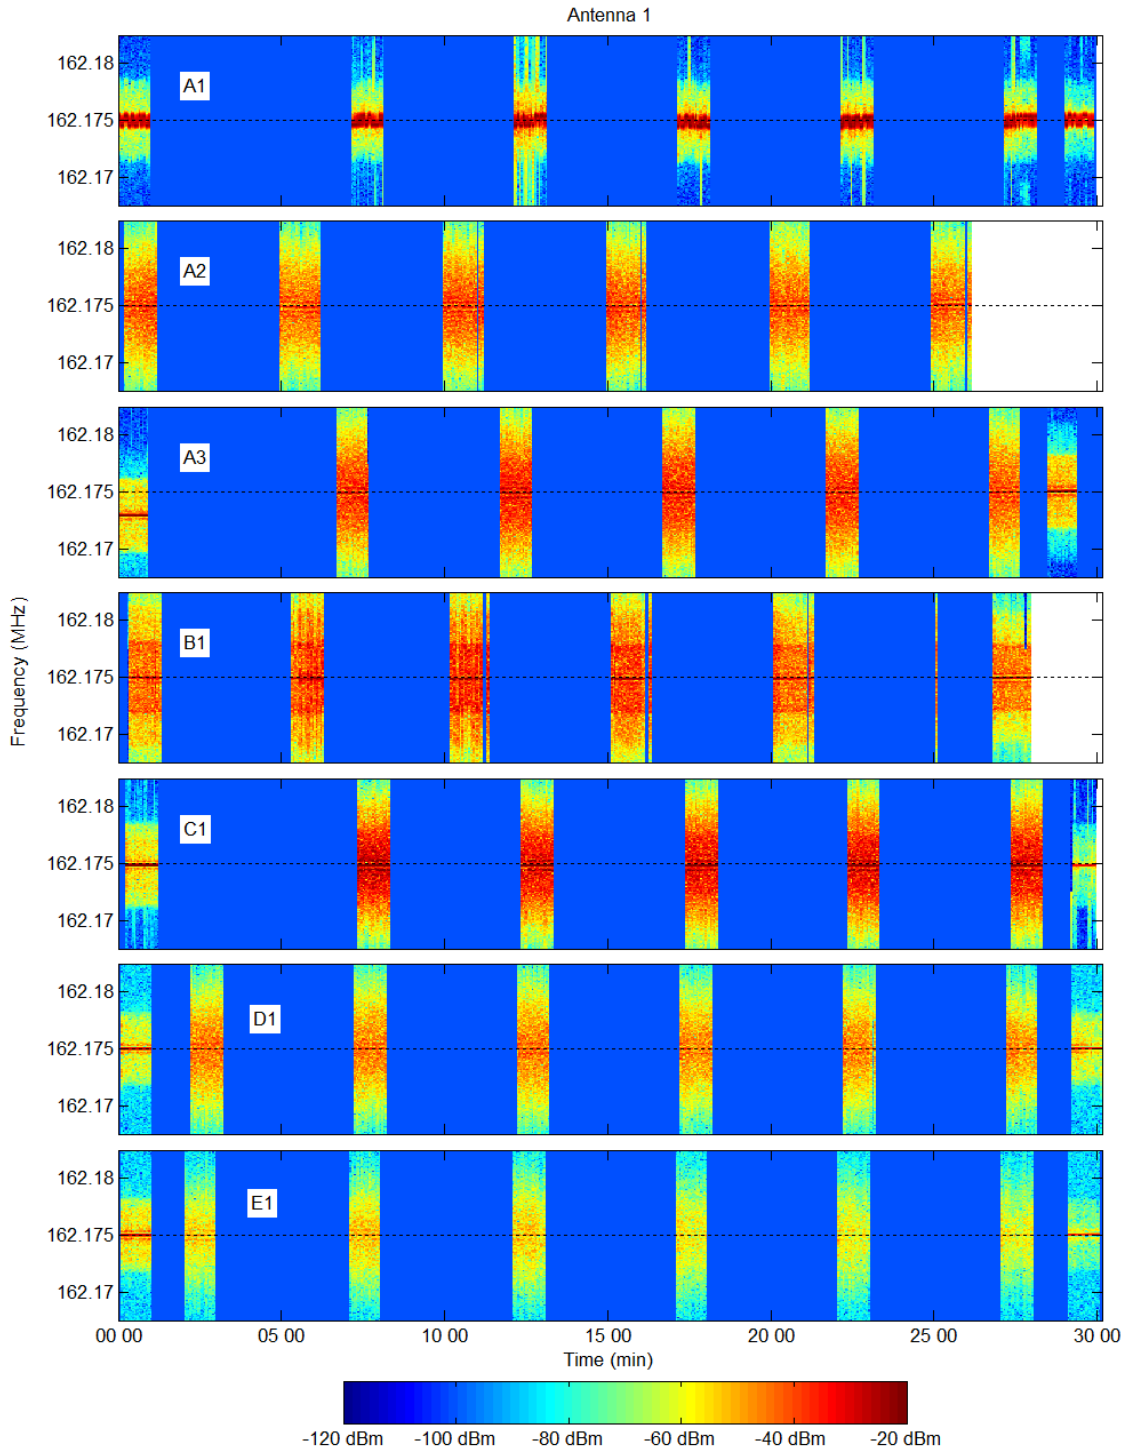 Antenna 1
162.18
162.175
162.17
A1
162.18
162.175
162.17
A2
162.18
162.175
162.17
A3
Frequency (MHz)
162.18
162.175
162.17
B1
162.18
162.175
162.17
C1
162.18
162.175
162.17
D1
162.18
162.175
162.17
E1
00 00 05 00 10 00 15 00 20 00 25 00 30 00
Time (min)
-120 dBm -100 dBm -80 dBm -60 dBm -40 dBm -20 dBm